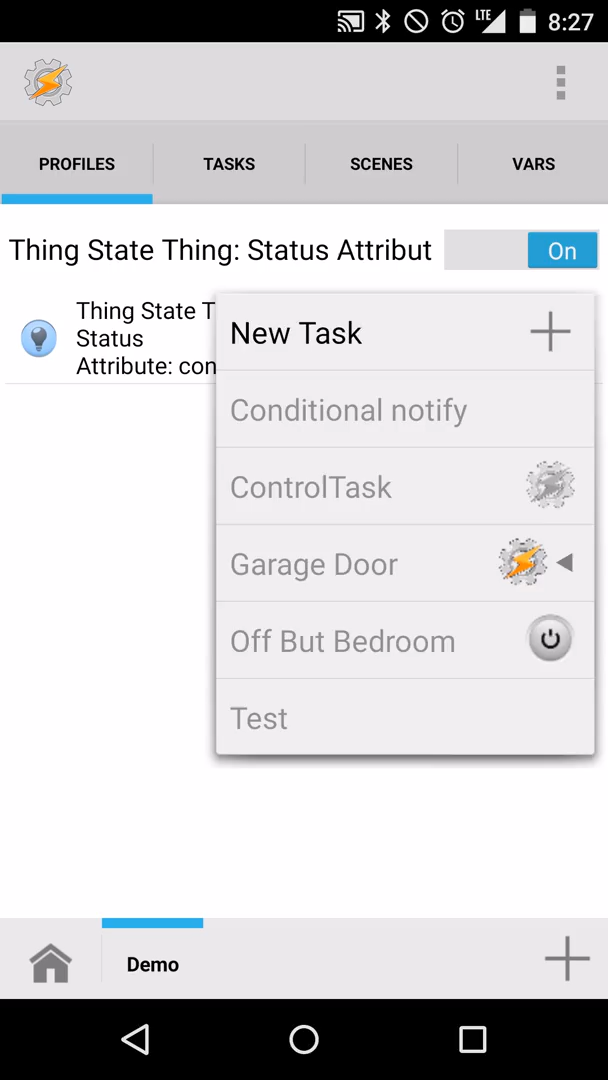 LTE 8:27
PROFILES TASKS SCENES VARS
Thing State Thing: Status Attribut On
Thing State T
Status
Attribute: con
New Task
Conditional notify
ControlTask
Garage Door
Off But Bedroom
Test
Demo